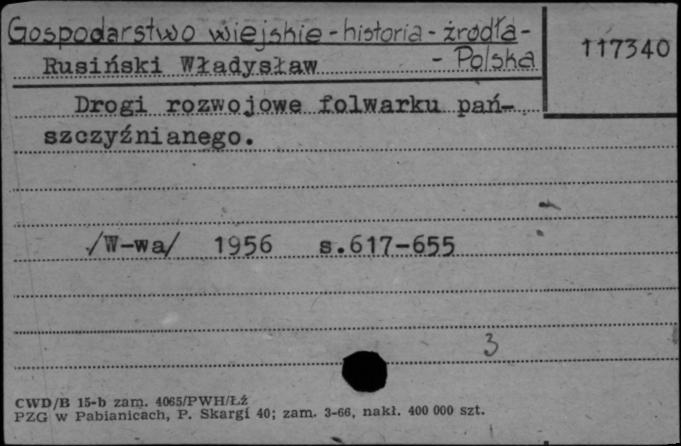 Gospodarstwo wiejskie - historia - źródła -
- Polska
117340
Rusiński Władysław
Drogi rozwojowe folwarku pań-
szczyźnianego.
/W-wa/ 1956 s.617-655
3
CWD/B 15-b zam. 4065/PWH/Łź
PZG w Pabianicach, P. Skargi 40; zam. 3-66, nakł. 400 000 szt.